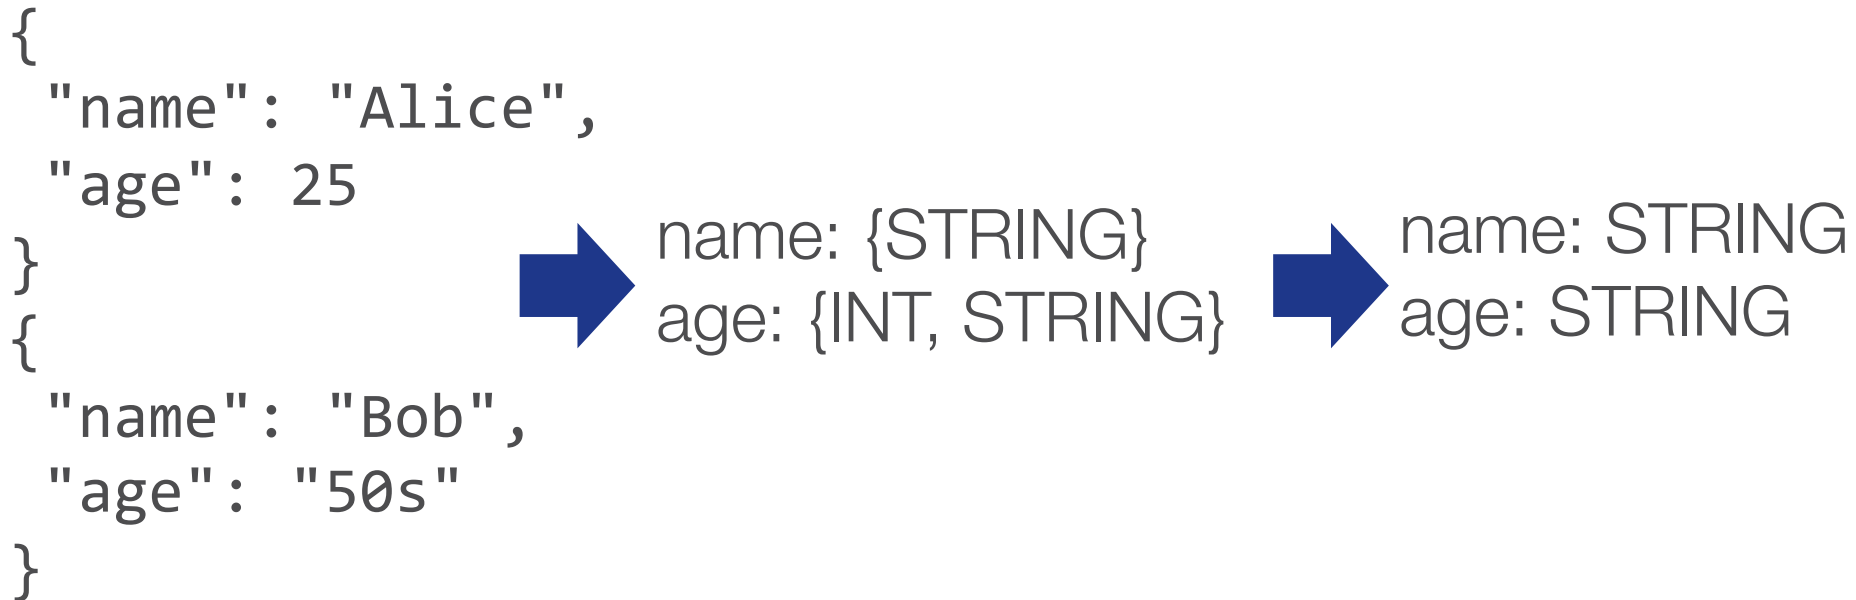 {
"name": "Alice",
"age": 25
}
{
"name": "Bob",
"age": "50s"
}
name: {STRING}
age: {INT, STRING}
name: STRING
age: STRING